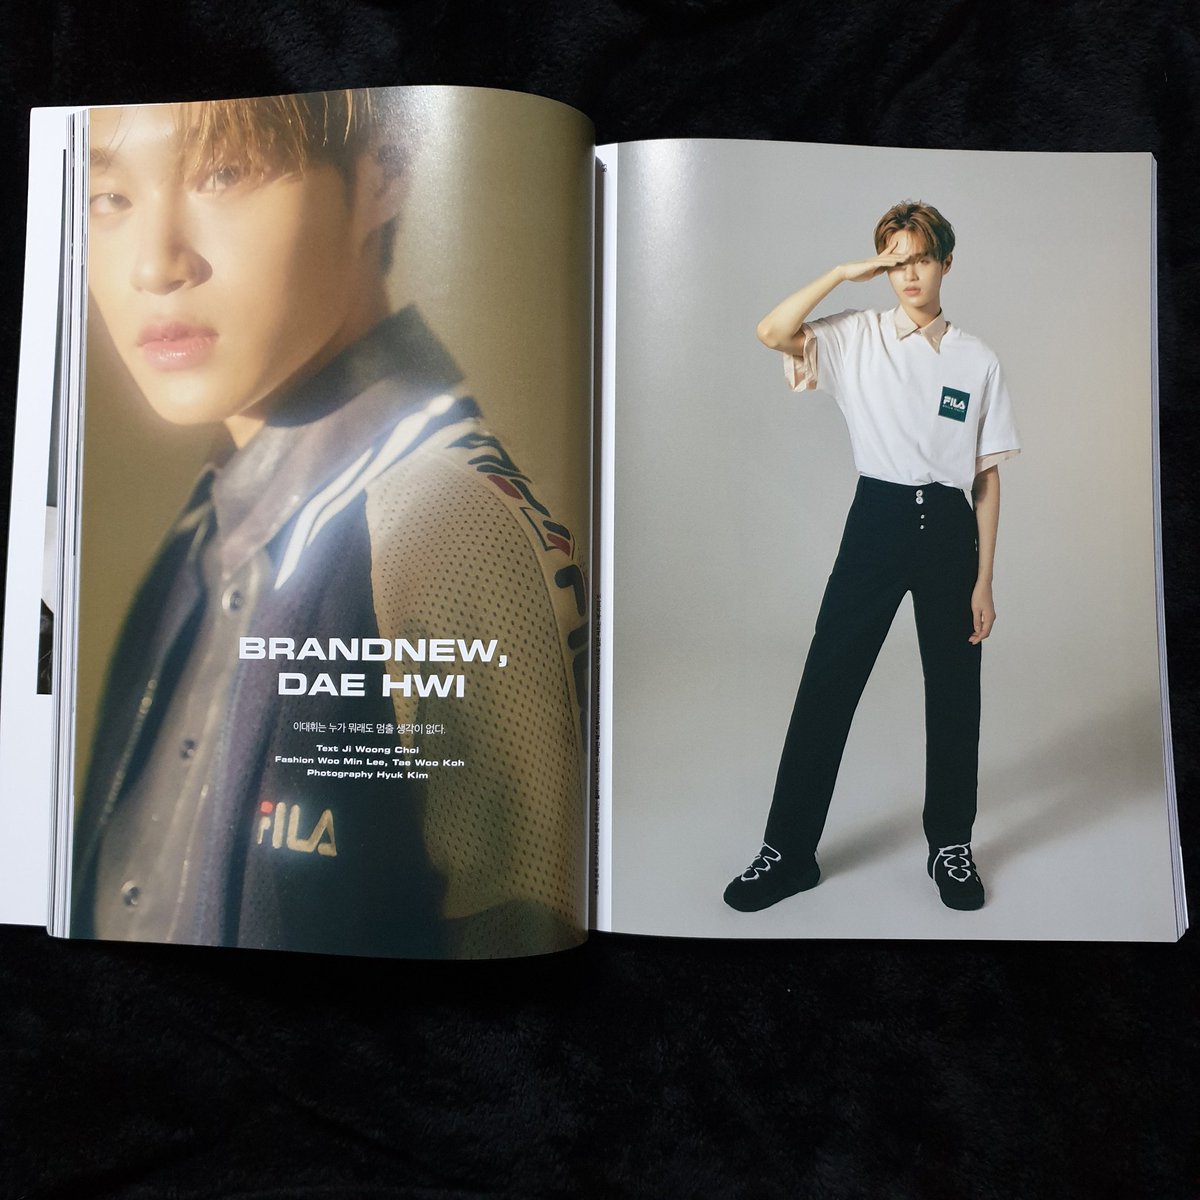 BRANDNEW,
DAE HWI
이대휘는 누가 뭐래도 멈출 생각이 없다.
Text Ji Woong Choi
Fashion Woo Min Lee, Tae Woo Koh
Photography Hyuk Kim
FILA
FILA